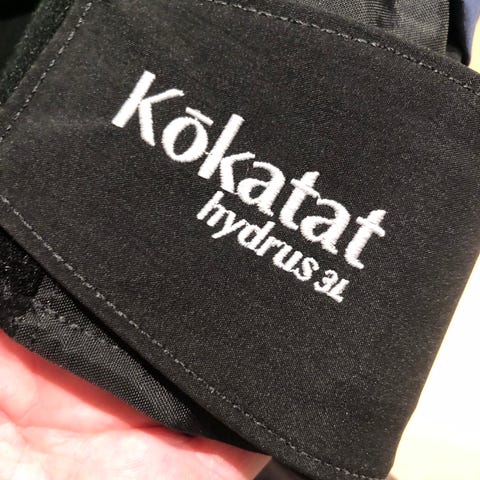 Kōkatat
hydrus 3L